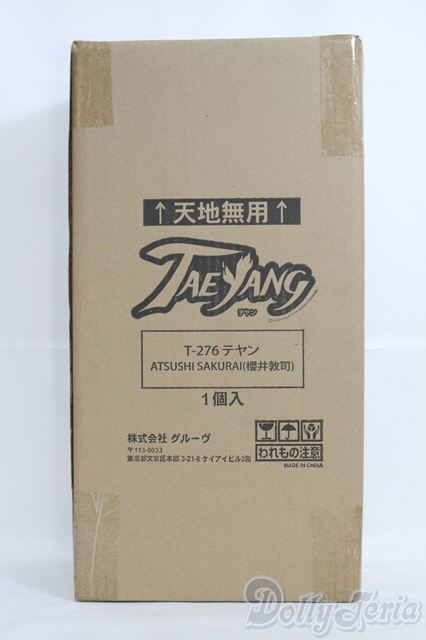 ↑天地無用↑
TAEYANG
テヤン
T-276 テヤン
ATSUSHI SAKURAI(櫻井敦司)
1個入
株式会社 グルーヴ
〒113-0033
東京都文京区本郷 3-21-8 ケイアイビル2階
われもの注意
MADE IN CHINA
DollyTeria